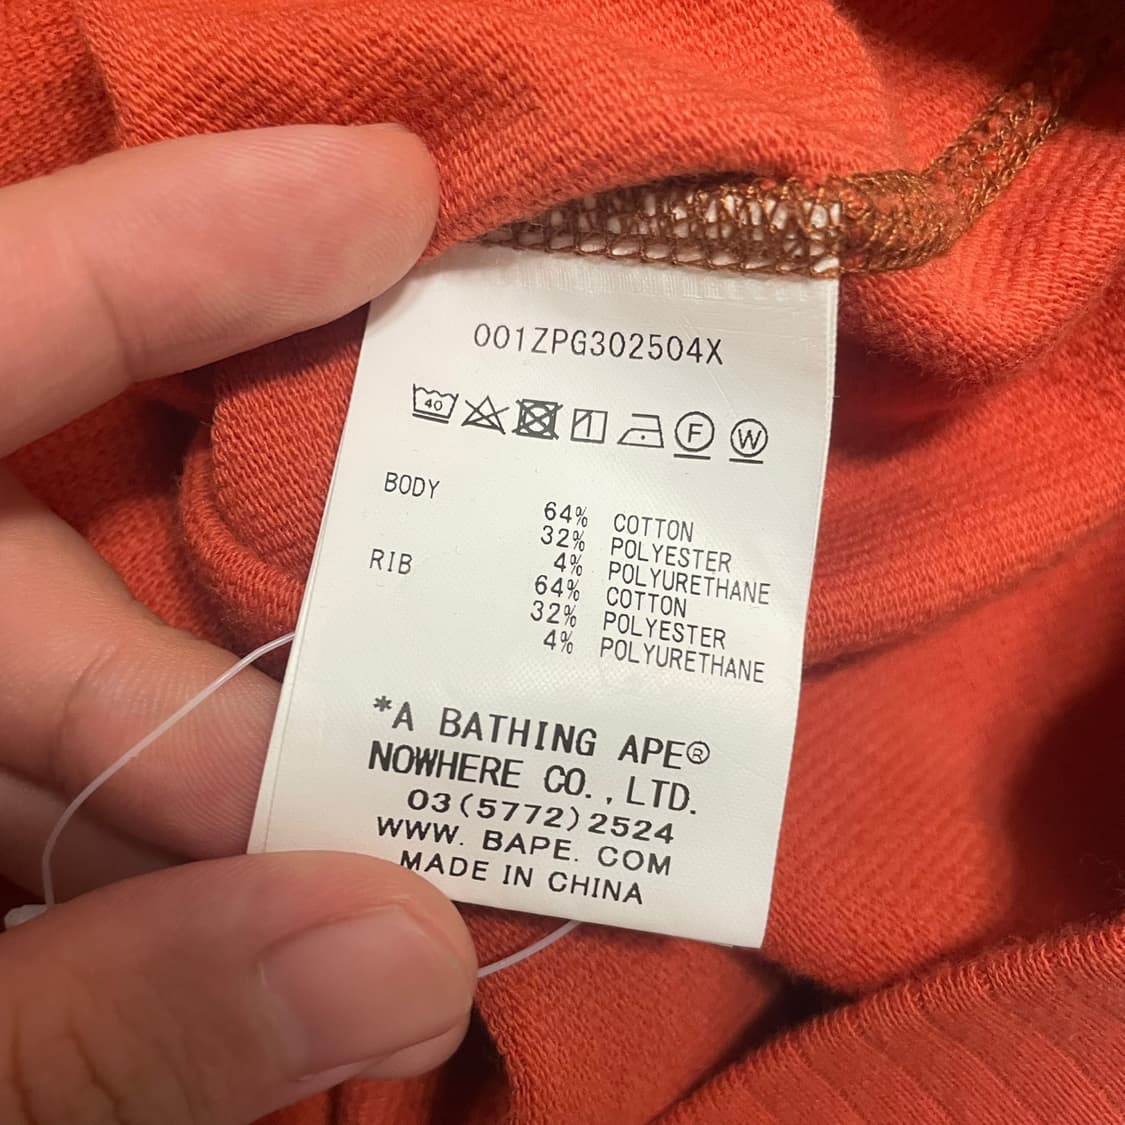 001ZPG302504X
40 F W
BODY
64% COTTON
32% POLYESTER
4% POLYURETHANE
RIB
64% COTTON
32% POLYESTER
4% POLYURETHANE
*A BATHING APE®
NOWHERE CO., LTD.
03(5772)2524
WWW. BAPE. COM
MADE IN CHINA